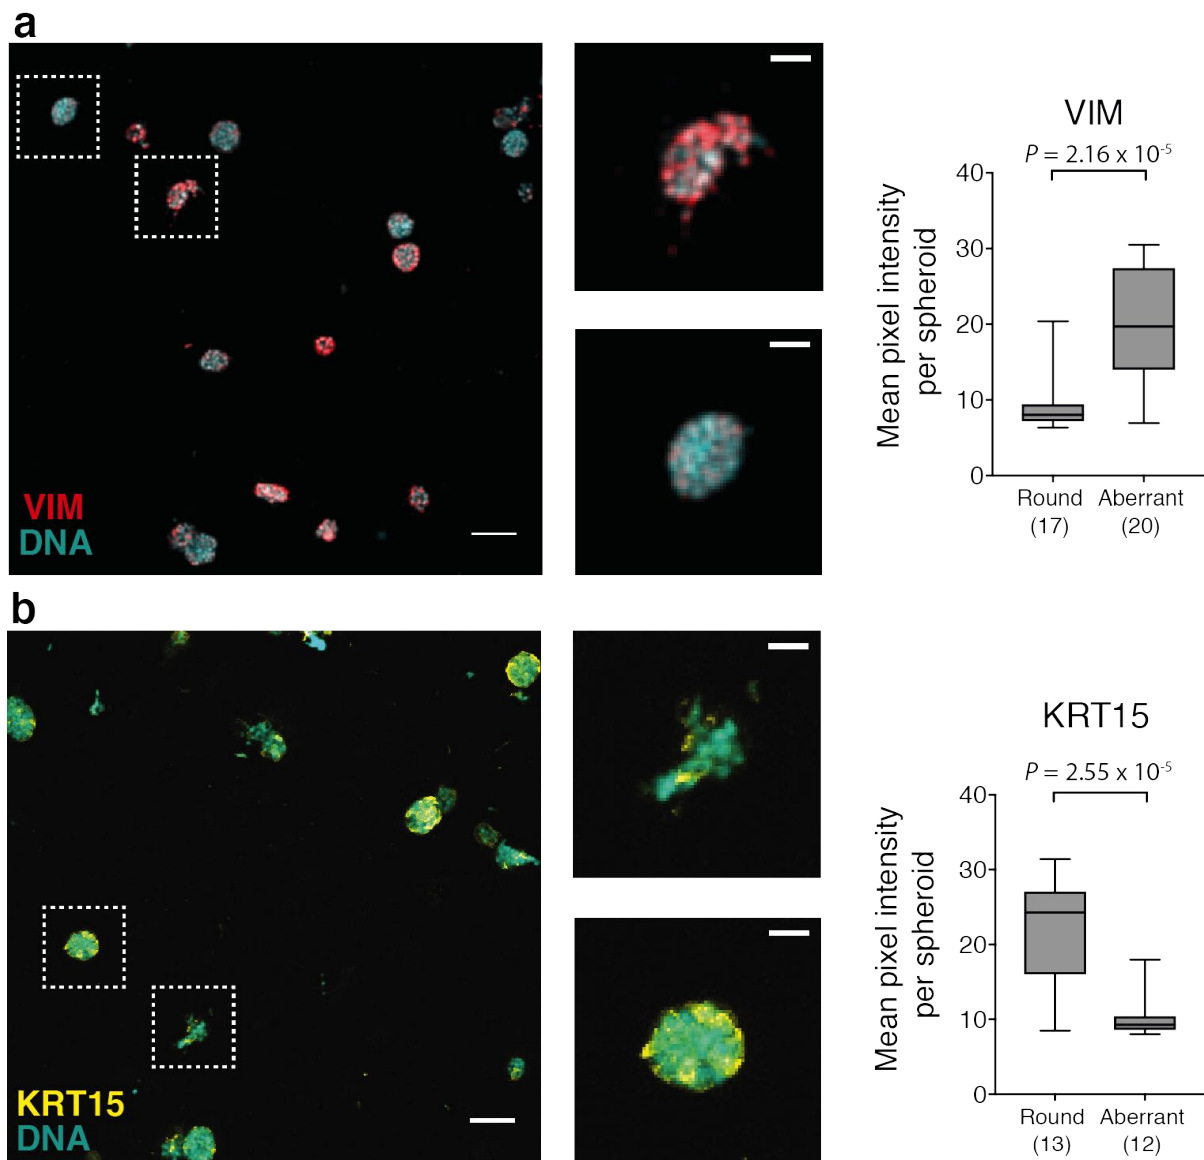 a
VIM
DNA
VIM
P = 2.16 x 10-5
Mean pixel intensity
per spheroid
40
30
20
10
0
Round
(17)
Aberrant
(20)
b
KRT15
DNA
KRT15
P = 2.55 x 10-5
Mean pixel intensity
per spheroid
40
30
20
10
0
Round
(13)
Aberrant
(12)